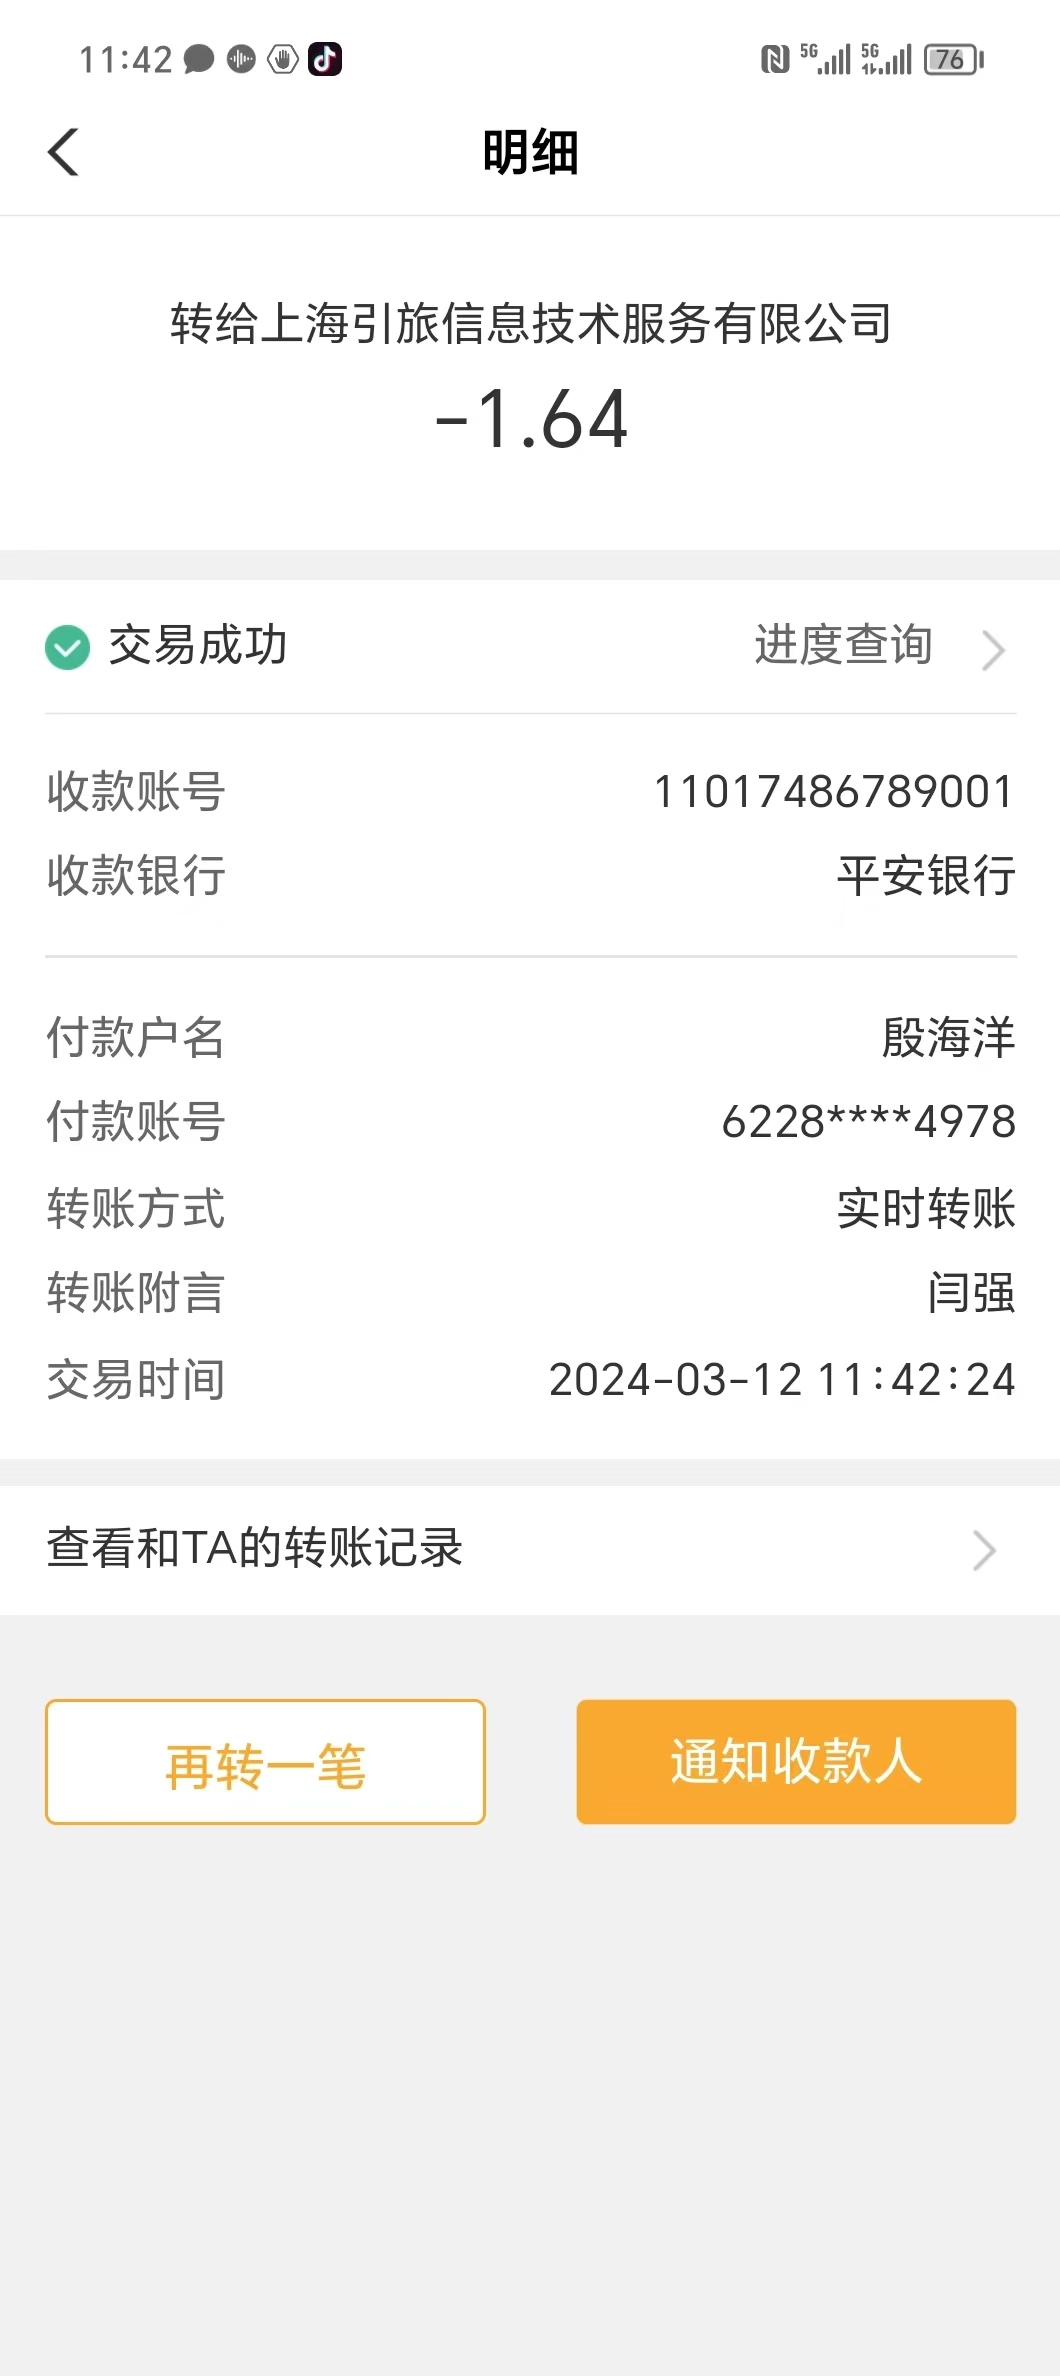 11:42 5G 5G 76
明细
转给上海引旅信息技术服务有限公司
-1.64
交易成功 进度查询
收款账号 11017486789001
收款银行 平安银行
付款户名 殷海洋
付款账号 6228****4978
转账方式 实时转账
转账附言 闫强
交易时间 2024-03-12 11:42:24
查看和TA的转账记录
再转一笔 通知收款人